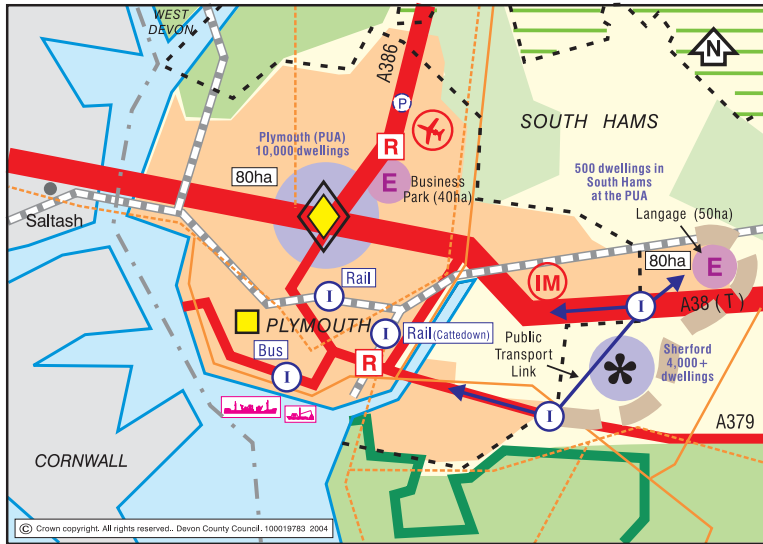 WEST
DEVON
A386
N
P
SOUTH HAMS
Plymouth (PUA)
10,000 dwellings
R
80ha
E
Business
Park (40ha)
500 dwellings in
South Hams
at the PUA
Saltash
Langage (50ha)
80ha
E
Rail
I
IM
I
A38 (T)
PLYMOUTH
I
Rail(Cattedown)
Public
Transport
Link
Bus
I
R
Sherford
4,000+
dwellings
I
A379
CORNWALL
© Crown copyright. All rights reserved.. Devon County Council. 100019783 2004